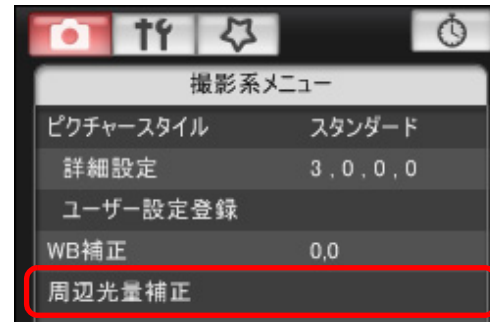 撮影系メニュー
ピクチャースタイル スタンダード
詳細設定 3 , 0 , 0 , 0
ユーザー設定登録
WB補正 0,0
周辺光量補正